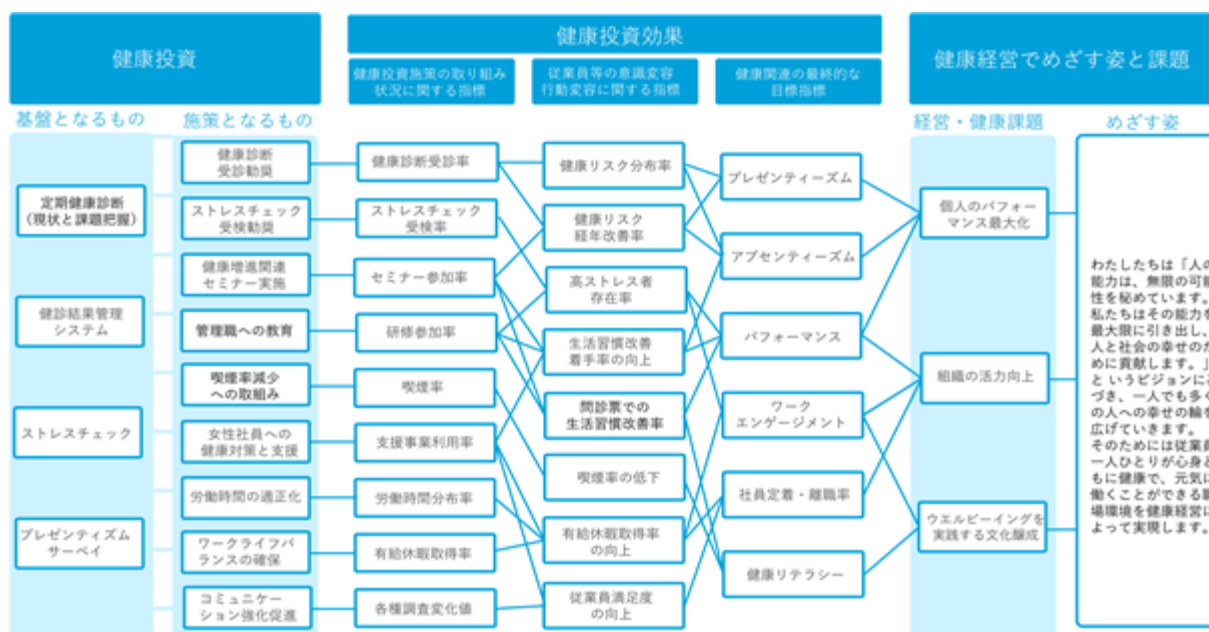 健康投資
健康投資効果
健康経営でめざす姿と課題
健康投資施策の取り組み
状況に関する指標
従業員等の意識変容
行動変容に関する指標
健康関連の最終的な
目標指標
基盤となるもの
施策となるもの
経営・健康課題
めざす姿
定期健康診断
(現状と課題把握)
健診結果管理
システム
ストレスチェック
プレゼンティズム
サーベイ
健康診断
受診勧奨
ストレスチェック
受検勧奨
健康増進関連
セミナー実施
管理職への教育
喫煙率減少
への取組み
女性社員への
健康対策と支援
労働時間の適正化
ワークライフバ
ランスの確保
コミュニケー
ション強化促進
健康診断受診率
ストレスチェック
受検率
セミナー参加率
研修参加率
喫煙率
支援事業利用率
労働時間分布率
有給休暇取得率
各種調査変化値
健康リスク分布率
健康リスク
経年改善率
高ストレス者
存在率
生活習慣改善
着手率の向上
問診票での
生活習慣改善率
喫煙率の低下
有給休暇取得率
の向上
従業員満足度
の向上
プレゼンティーズム
アブセンティーズム
パフォーマンス
ワーク
エンゲージメント
社員定着・離職率
健康リテラシー
個人のパフォー
マンス最大化
組織の活力向上
ウエルビーイングを
実践する文化醸成
わたしたちは「人の
能力は、無限の可能
性を秘めています。
私たちはその能力を
最大限に引き出し、
人と社会の幸せのた
めに貢献します。」
というビジョンに基
づき、一人でも多く
の人への幸せの輪を
広げていきます。
そのためには従業員
一人ひとりが心身と
もに健康で、元気に
働くことができる職
場環境を健康経営に
よって実現します。